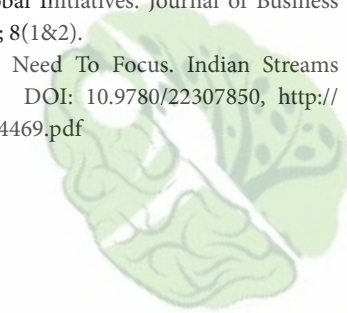 bal Initiatives. Journal of Business
; 8(1&2).
Need To Focus. Indian Streams
DOI: 10.9780/22307850, http://
4469.pdf